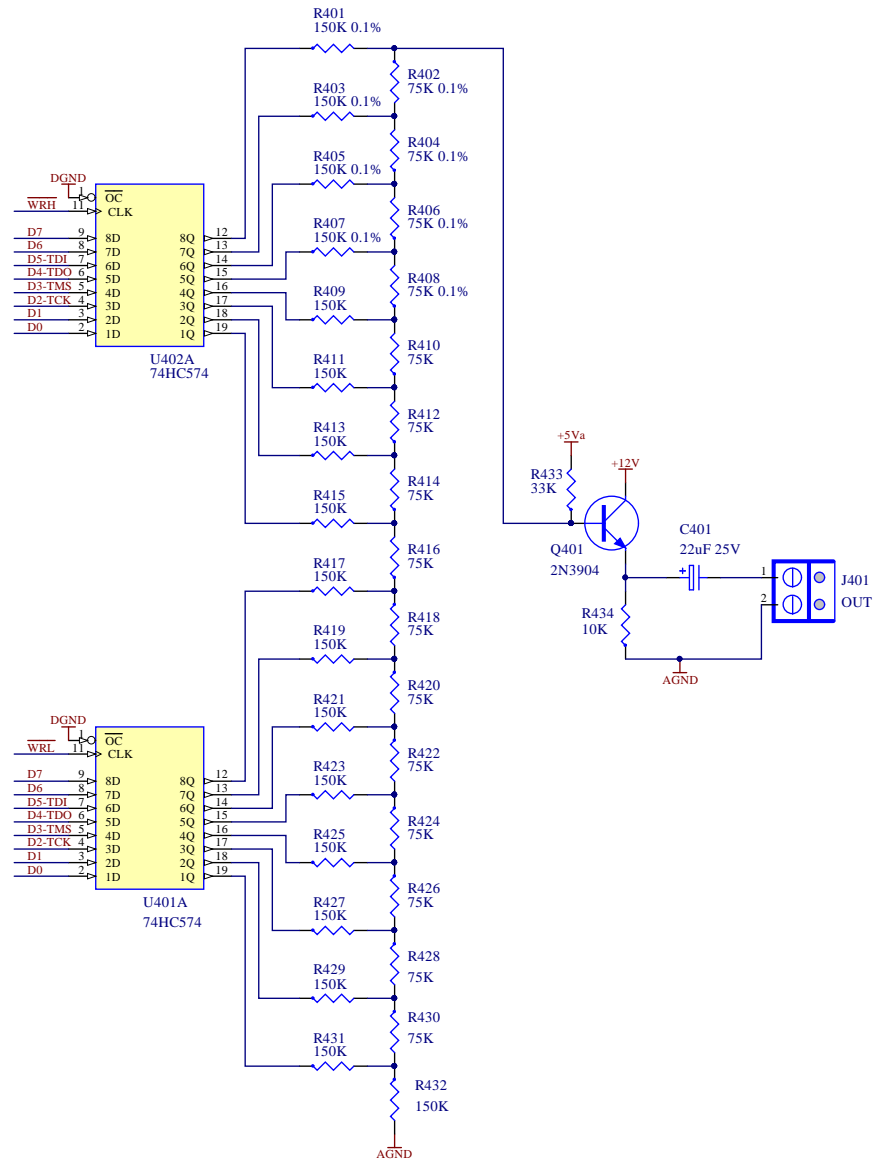 R401
150K 0.1%
R402
75K 0.1%
R403
150K 0.1%
R404
75K 0.1%
R405
150K 0.1%
R406
75K 0.1%
R407
150K 0.1%
R408
75K 0.1%
R409
150K
R410
75K
R411
150K
R412
75K
R413
150K
R414
75K
R415
150K
R416
75K
R417
150K
R418
75K
R419
150K
R420
75K
R421
150K
R422
75K
R423
150K
R424
75K
R425
150K
R426
75K
R427
150K
R428
75K
R429
150K
R430
75K
R431
150K
R432
150K
AGND
DGND
1 OC
WRH 11 CLK
D7 9 8D 8Q 12
D6 8 7D 7Q 13
D5-TDI 7 6D 6Q 14
D4-TDO 6 5D 5Q 15
D3-TMS 5 4D 4Q 16
D2-TCK 4 3D 3Q 17
D1 3 2D 2Q 18
D0 2 1D 1Q 19
U402A
74HC574
DGND
1 OC
WRL 11 CLK
D7 9 8D 8Q 12
D6 8 7D 7Q 13
D5-TDI 7 6D 6Q 14
D4-TDO 6 5D 5Q 15
D3-TMS 5 4D 4Q 16
D2-TCK 4 3D 3Q 17
D1 3 2D 2Q 18
D0 2 1D 1Q 19
U401A
74HC574
+5Va
R433
33K
+12V
Q401
2N3904
C401
22uF 25V
+
1
2
J401
OUT
R434
10K
AGND